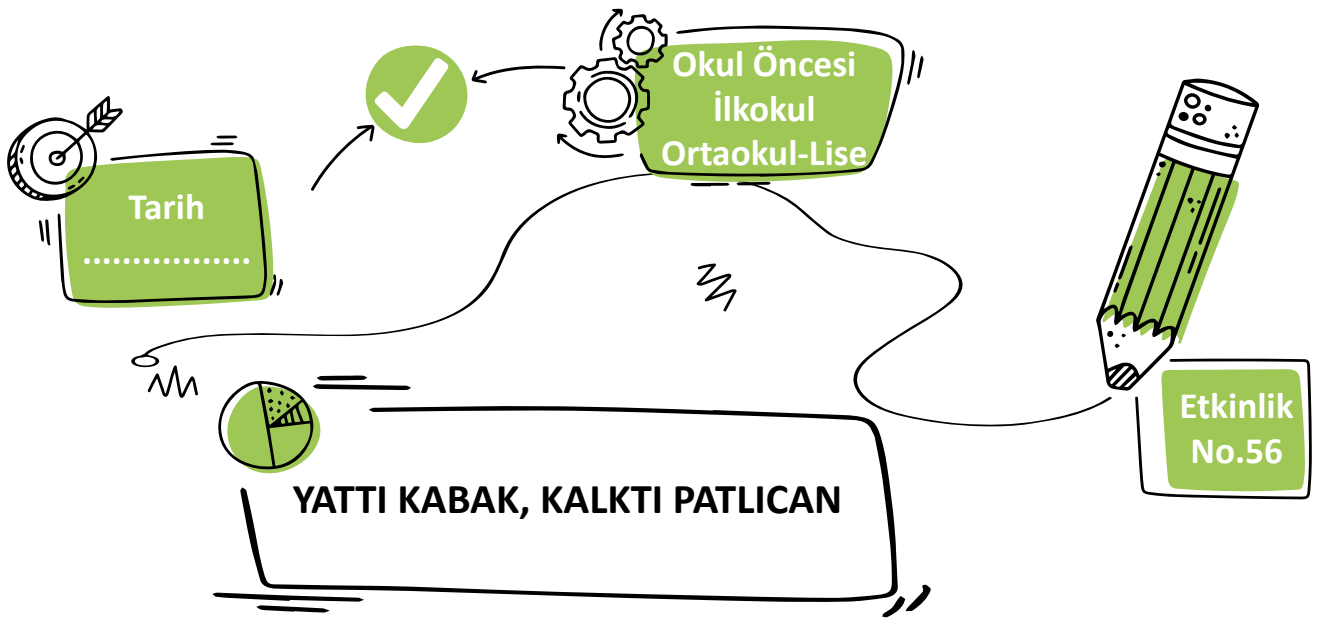 Okul Öncesi
İlkokul
Ortaokul-Lise
Tarih
.................
Etkinlik
No.56
YATTI KABAK, KALKTI PATLICAN